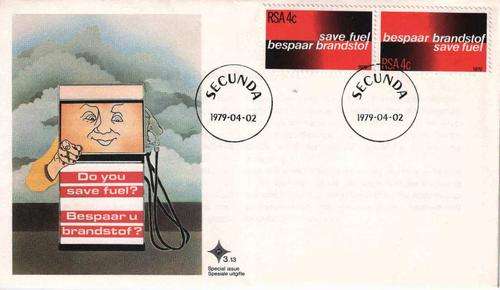 RSA 4c
save fuel
bespaar brandstof
bespaar brandstof
save fuel
RSA 4c
SECUNDA
1979-04-02
SECUNDA
1979-04-02
Do you
save fuel?
Bespaar u
brandstof?
3.13
Special issue
Spesiale uitgifte